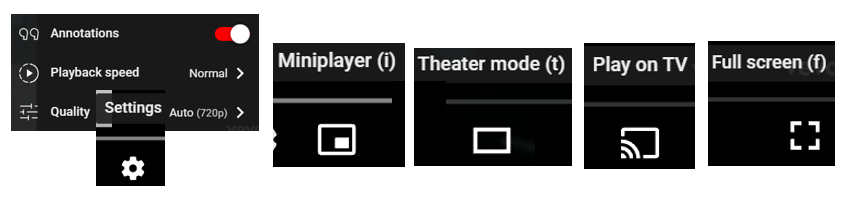 Annotations
Playback speed Normal
Quality Auto (720p)
Settings
Miniplayer (i)
Theater mode (t)
Play on TV
Full screen (f)